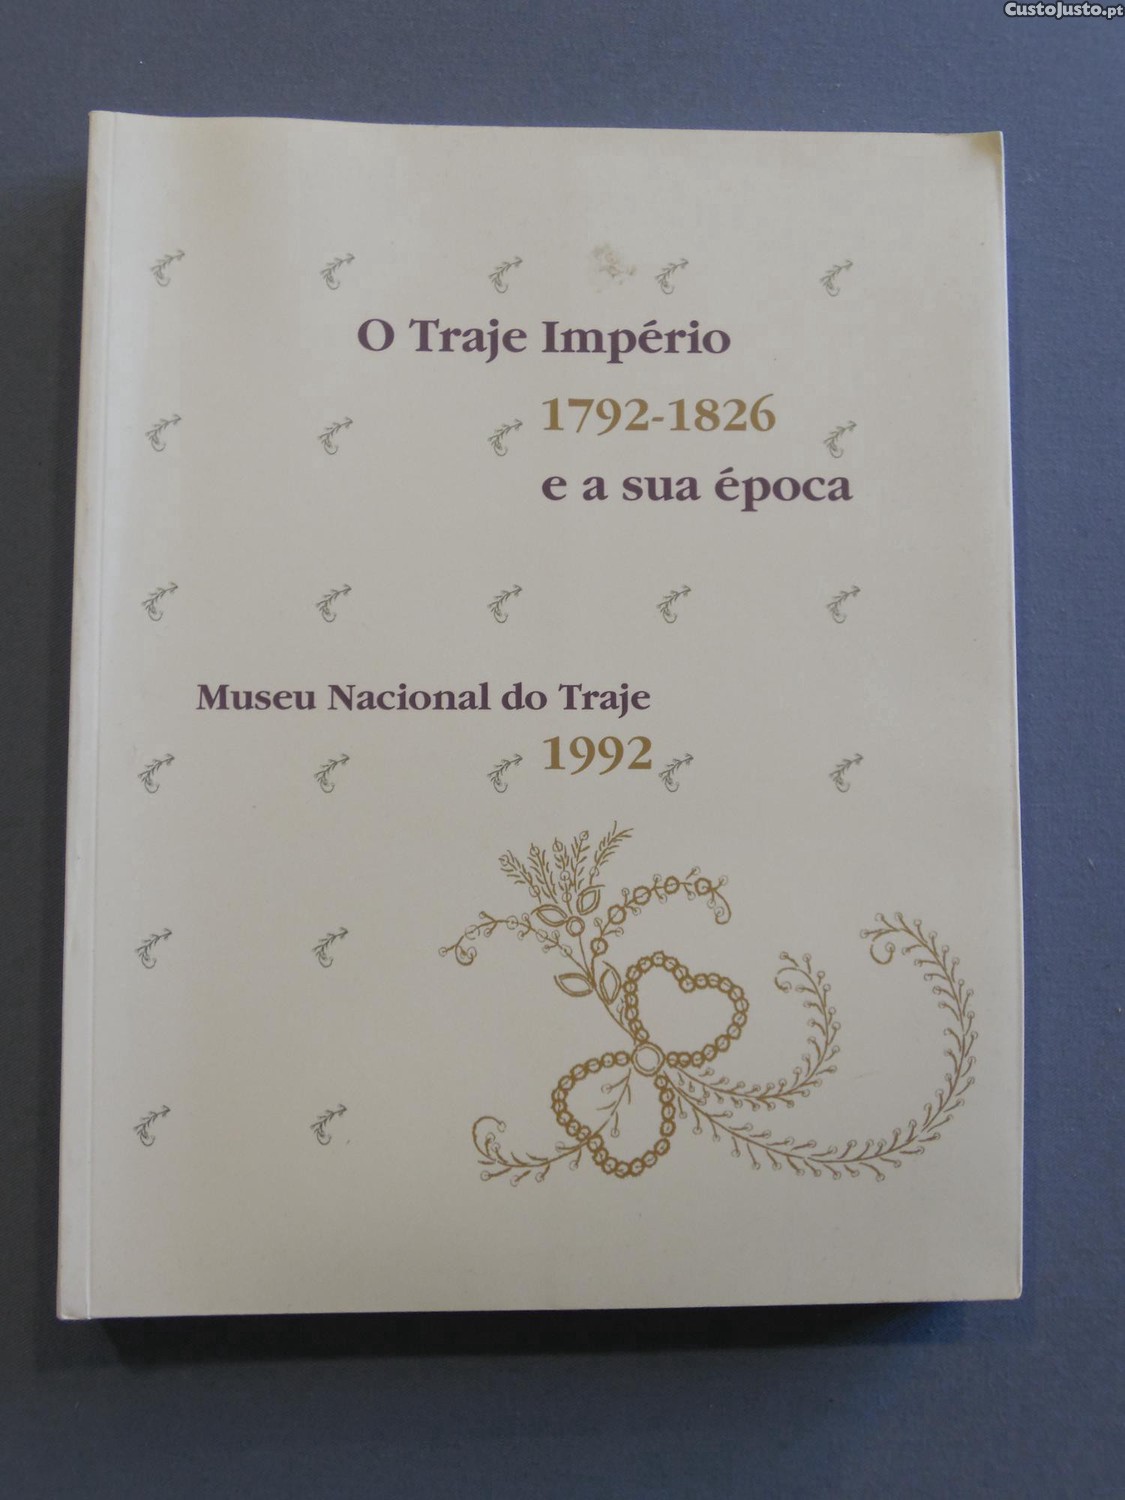 CustoJusto.pt
O Traje Império
1792-1826
e a sua época
Museu Nacional do Traje
1992